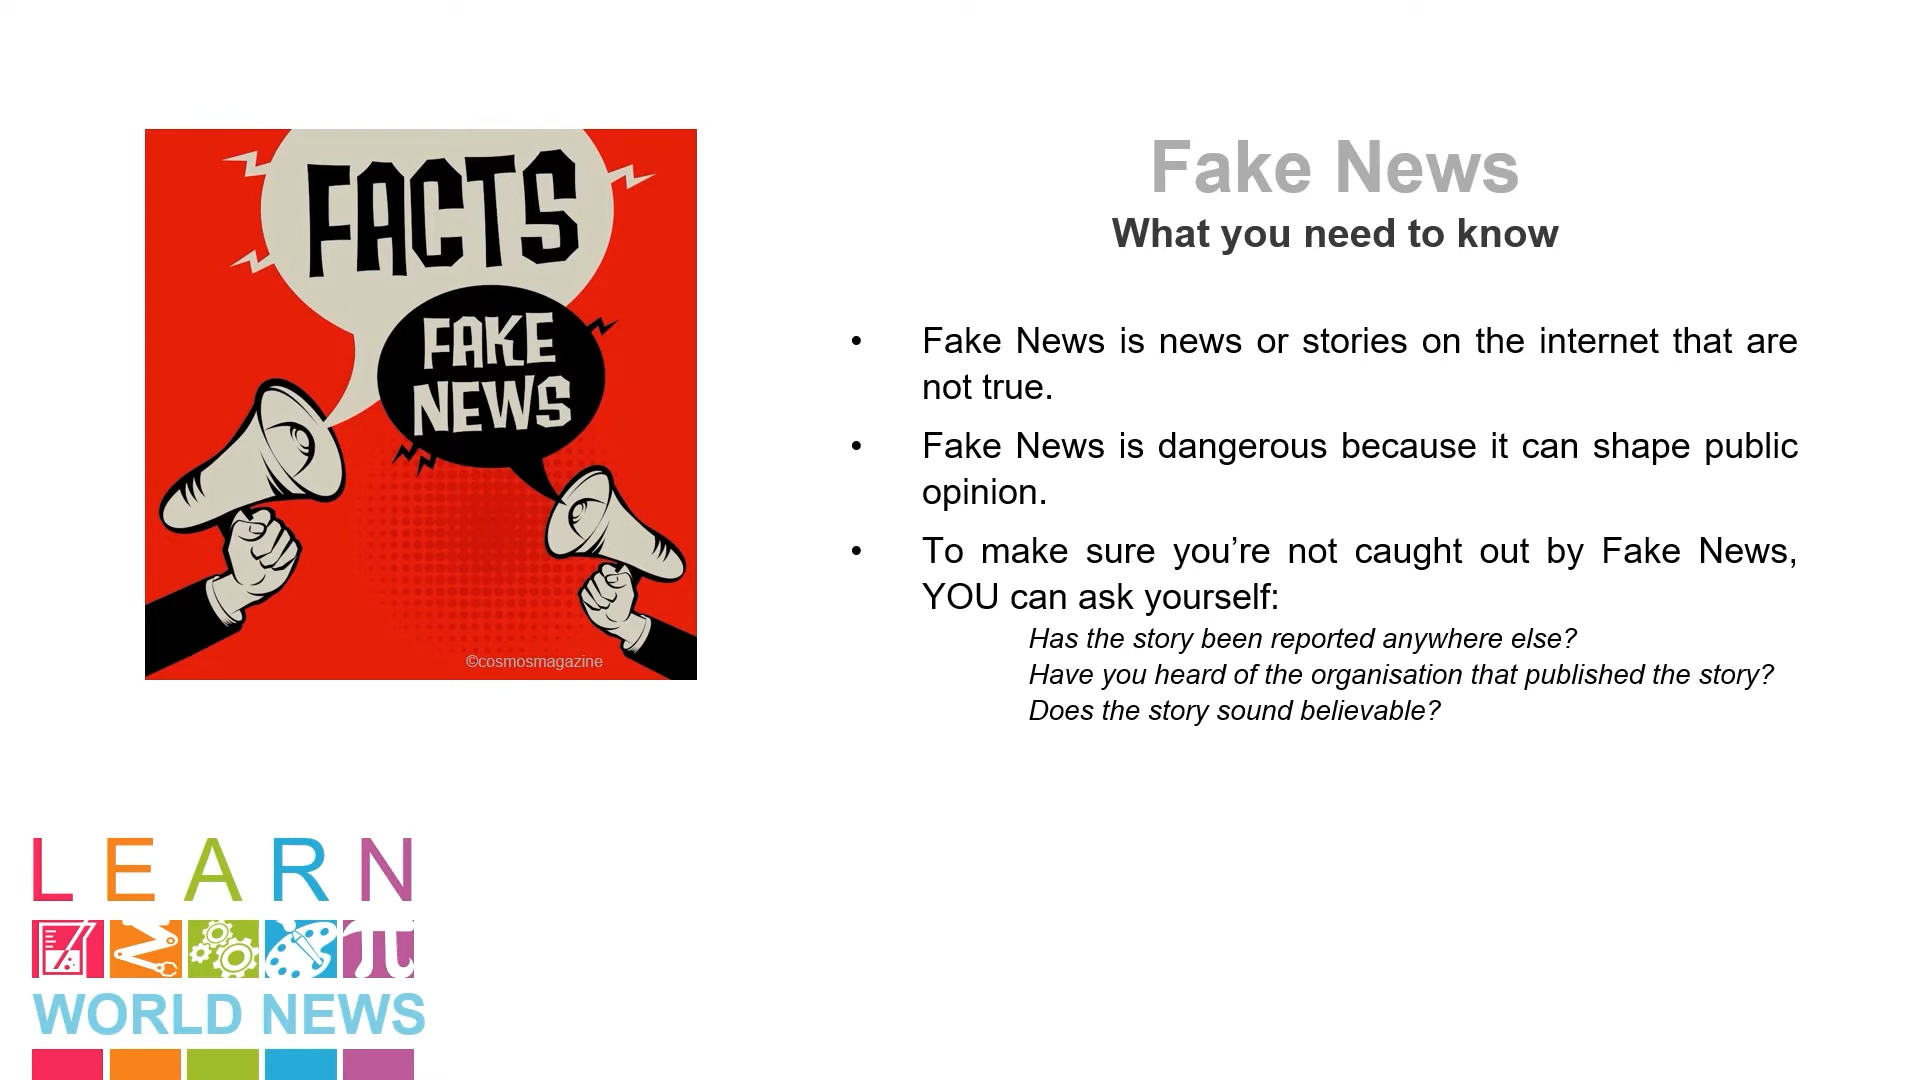 FACTS
FAKE
NEWS
©cosmosmagazine
Fake News
What you need to know
• Fake News is news or stories on the internet that are
not true.
• Fake News is dangerous because it can shape public
opinion.
• To make sure you’re not caught out by Fake News,
YOU can ask yourself:
Has the story been reported anywhere else?
Have you heard of the organisation that published the story?
Does the story sound believable?
LEARN
π
WORLD NEWS